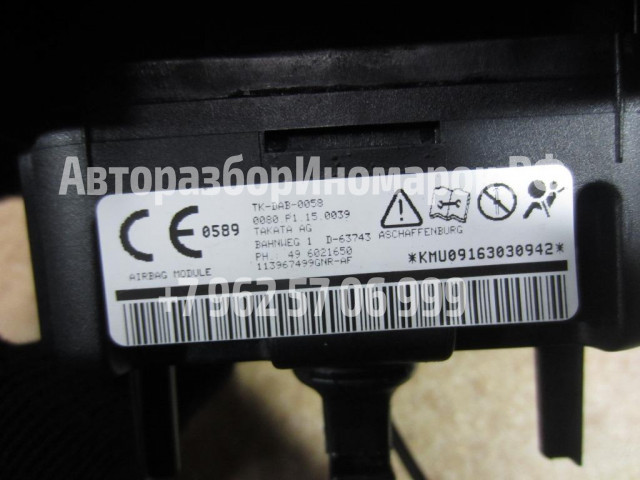 АвторазборИномарок.РФ
TK-DAB-0058
0080 P1.15.0039
TAKATA AG
BAHNWEG 1 D-63743 ASCHAFFENBURG
PH.: 49 6021650
113967499GNR-AF
CE 0589
AIRBAG MODULE
*KMU09163030942*
+7 962 57 06 999